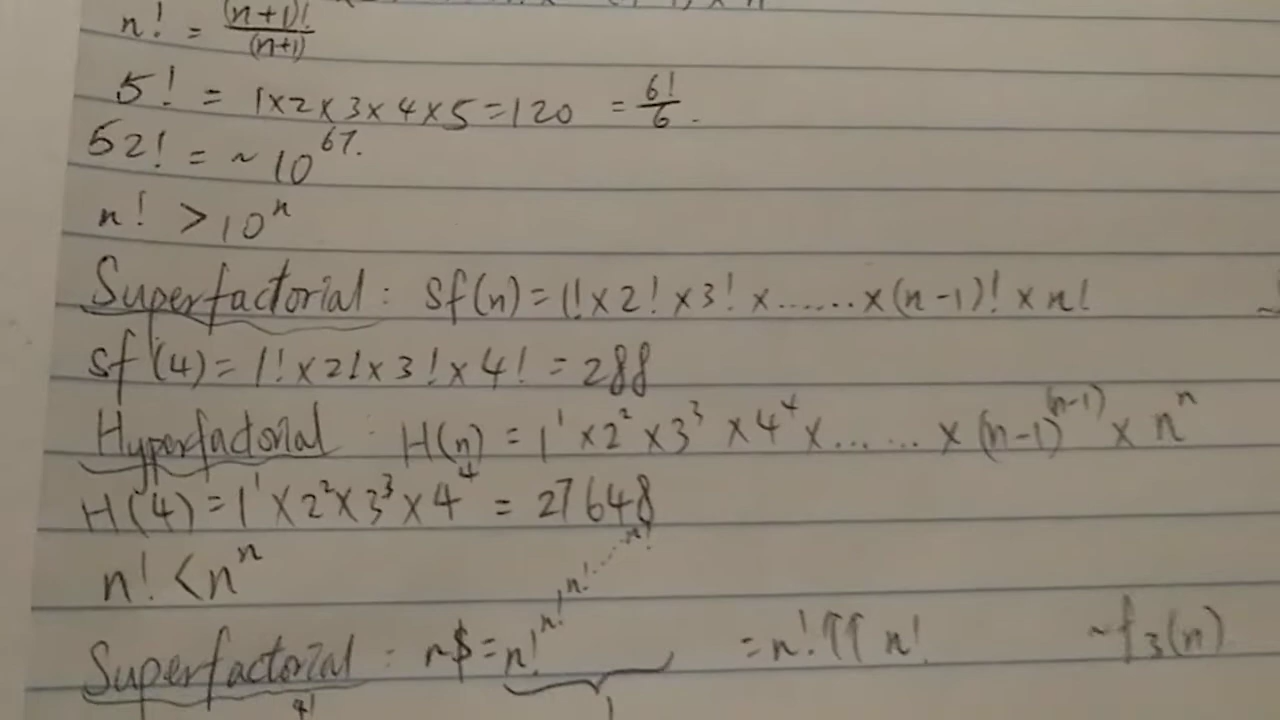 n! = (n+1)!/(n+1)
5! = 1×2×3×4×5=120 = 6!/6.
52! = ~10^67.
n! > 10^n
Superfactorial: sf(n)=1!×2!×3!×......×(n-1)!×n!
sf(4)=1!×2!×3!×4! = 288
Hyperfactorial: H(n) = 1^1×2^2×3^3×4^4×......×(n-1)^(n-1)×n^n
H(4)=1^1×2^2×3^3×4^4 = 27648
n! < n^n
Superfactorial: n$=n!^n!^n!^...^n! =n!↑↑n! ~f_3(n)
4!